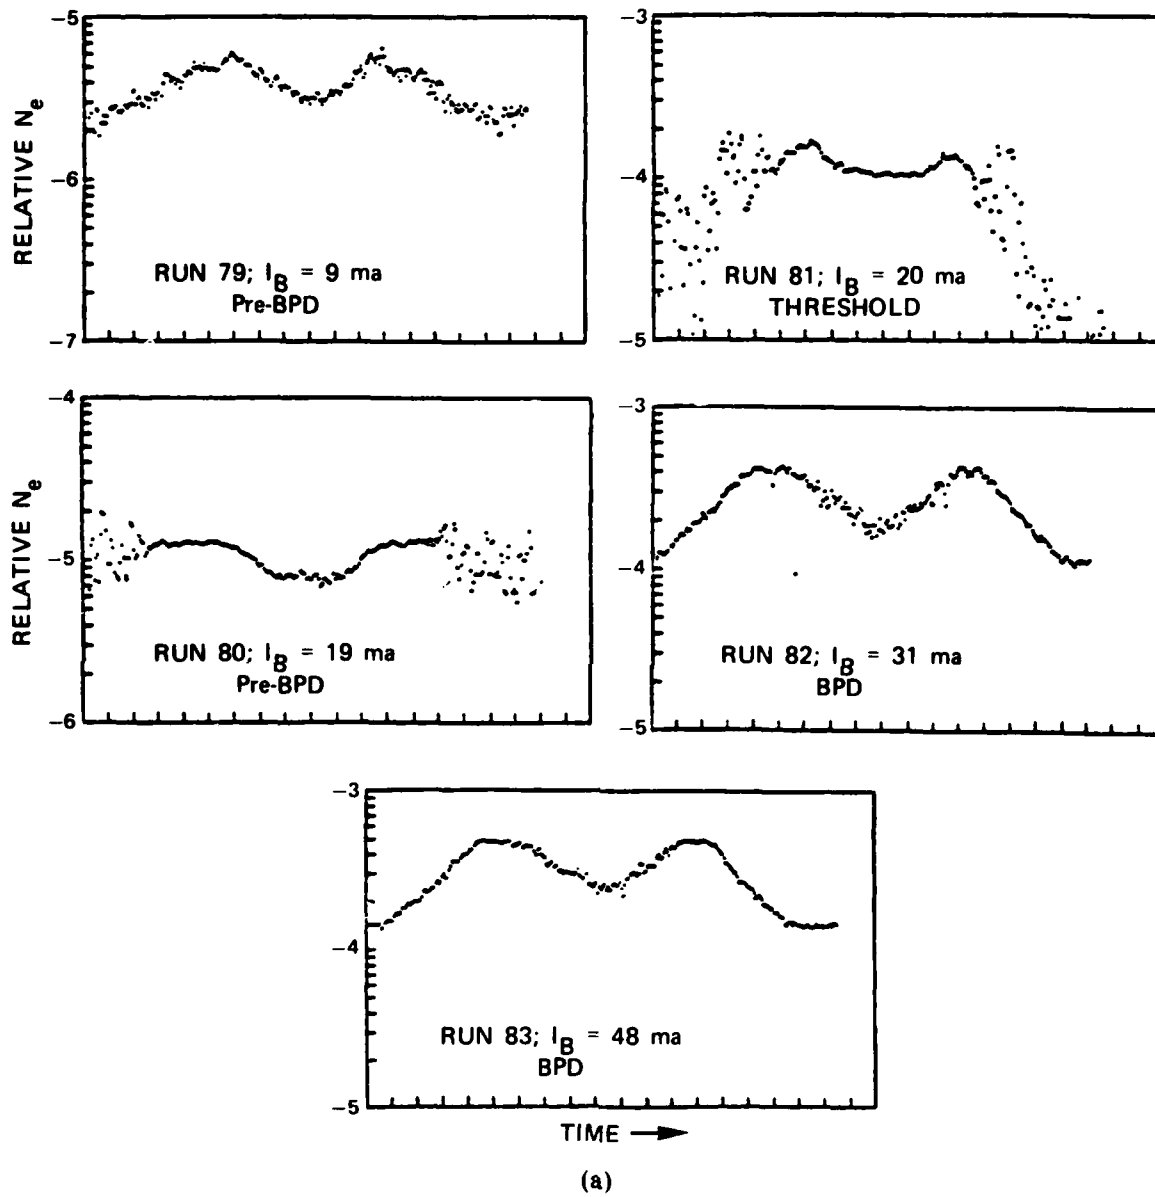 −5
−6
−7
RELATIVE Ne
RUN 79; IB = 9 ma
Pre-BPD
−3
−4
−5
RUN 81; IB = 20 ma
THRESHOLD
−4
−5
−6
RELATIVE Ne
RUN 80; IB = 19 ma
Pre-BPD
−3
−4
−5
RUN 82; IB = 31 ma
BPD
−3
−4
−5
RUN 83; IB = 48 ma
BPD
TIME →
(a)